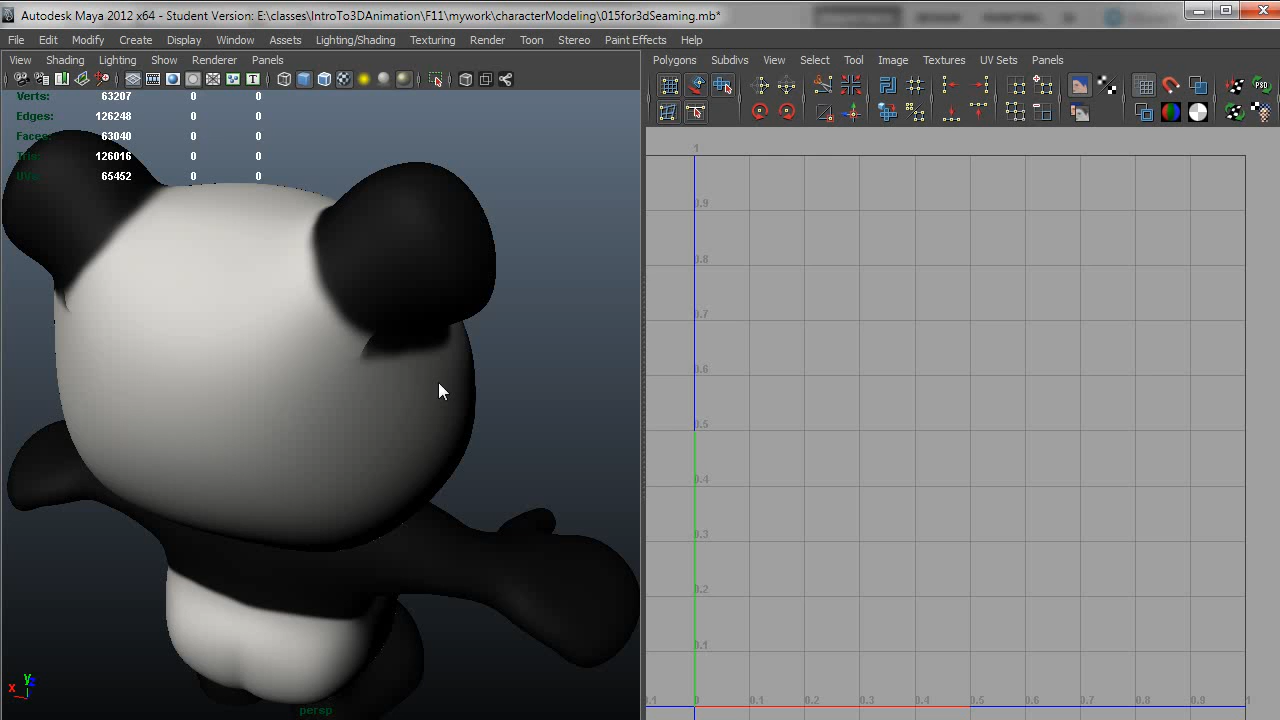 Autodesk Maya 2012 x64 - Student Version: E:\classes\IntroTo3DAnimation\F11\mywork\characterModeling\015for3dSeaming.mb*
File Edit Modify Create Display Window Assets Lighting/Shading Texturing Render Toon Stereo Paint Effects Help
View Shading Lighting Show Renderer Panels
Polygons Subdivs View Select Tool Image Textures UV Sets Panels
T
PSD
Verts: 63207 0 0
Edges: 126248 0 0
Faces: 63040 0 0
Tris: 126016 0 0
UVs: 65452 0 0
1
0.9
0.8
0.7
0.6
0.5
0.4
0.3
0.2
0.1
0.1 0 0.1 0.2 0.3 0.4 0.5 0.6 0.7 0.8 0.9 1
y
z
x
persp